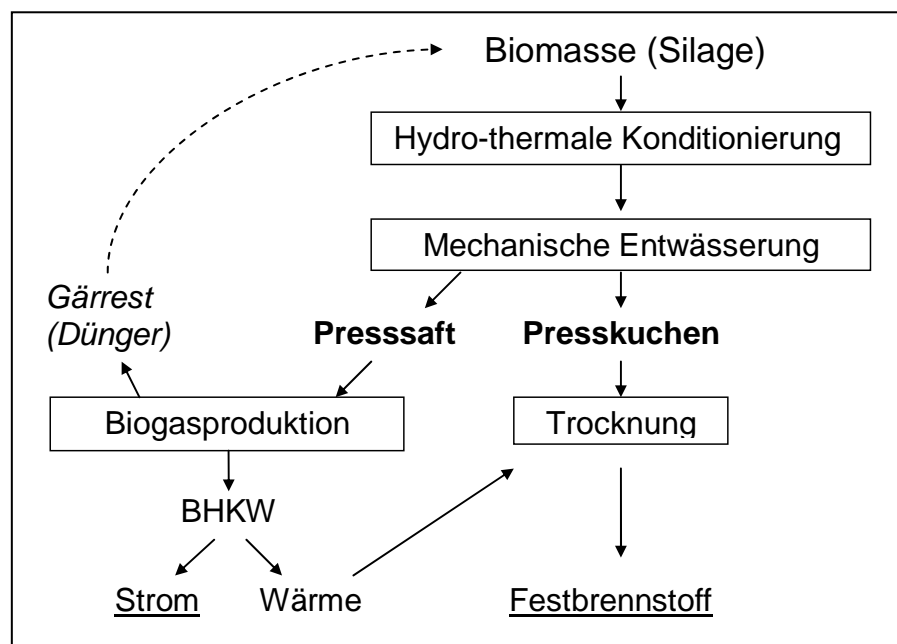 Biomasse (Silage)
Hydro-thermale Konditionierung
Mechanische Entwässerung
Gärrest
(Dünger)
Presssaft
Presskuchen
Biogasproduktion
Trocknung
BHKW
Strom
Wärme
Festbrennstoff